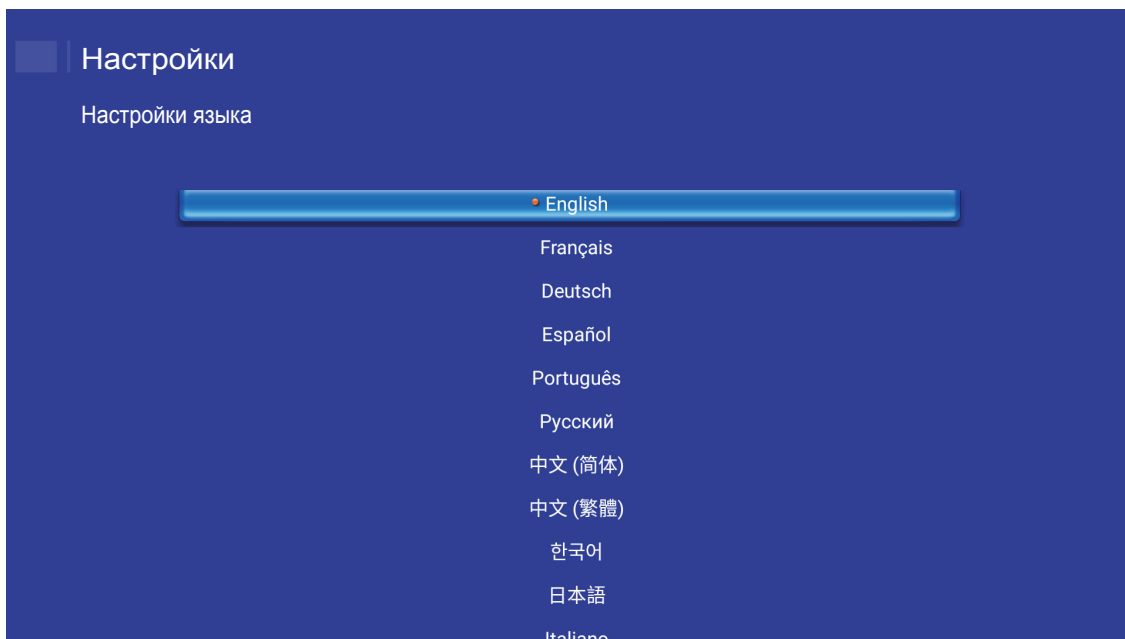 Настройки
Настройки языка
English
Français
Deutsch
Español
Português
Русский
中文 (简体)
中文 (繁體)
한국어
日本語
Italiano